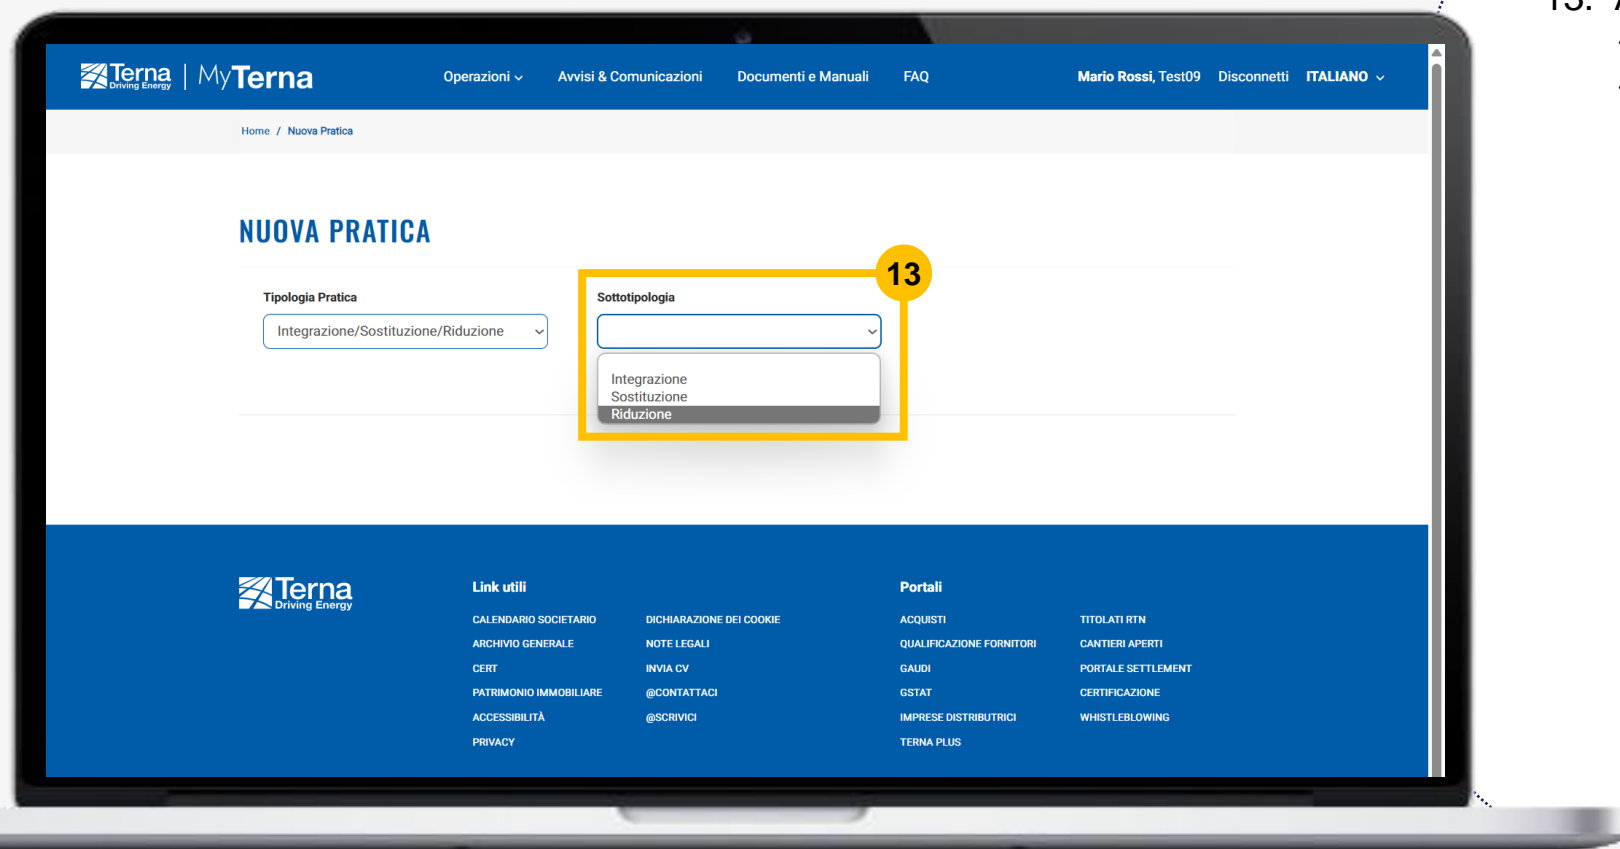 13.
Terna
Driving Energy
MyTerna
Operazioni
Avvisi & Comunicazioni
Documenti e Manuali
FAQ
Mario Rossi, Test09
Disconnetti
ITALIANO
Home / Nuova Pratica
NUOVA PRATICA
13
Tipologia Pratica
Integrazione/Sostituzione/Riduzione
Sottotipologia
Integrazione
Sostituzione
Riduzione
Terna
Driving Energy
Link utili
CALENDARIO SOCIETARIO
ARCHIVIO GENERALE
CERT
PATRIMONIO IMMOBILIARE
ACCESSIBILITÀ
PRIVACY
DICHIARAZIONE DEI COOKIE
NOTE LEGALI
INVIA CV
@CONTATTACI
@SCRIVICI
Portali
ACQUISTI
QUALIFICAZIONE FORNITORI
GAUDI
GSTAT
IMPRESE DISTRIBUTRICI
TERNA PLUS
TITOLATI RTN
CANTIERI APERTI
PORTALE SETTLEMENT
CERTIFICAZIONE
WHISTLEBLOWING